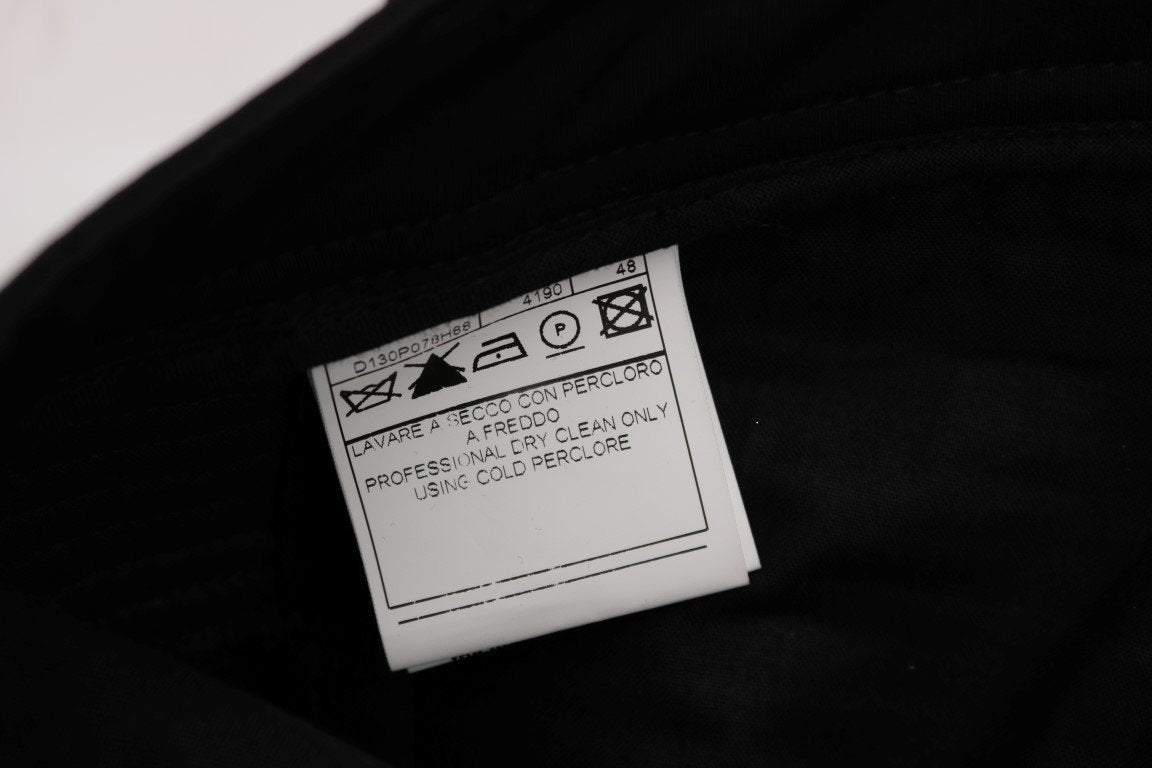 D130P078H68 4190 48
P
LAVARE A SECCO CON PERCLORO
A FREDDO
PROFESSIONAL DRY CLEAN ONLY
USING COLD PERCLORE